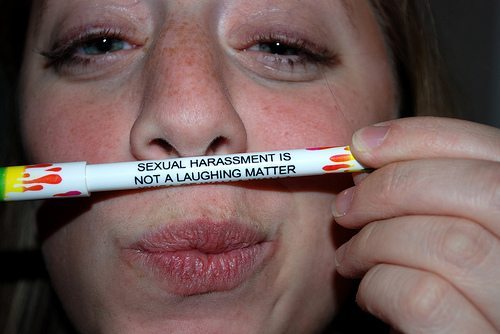 SEXUAL HARASSMENT IS
NOT A LAUGHING MATTER